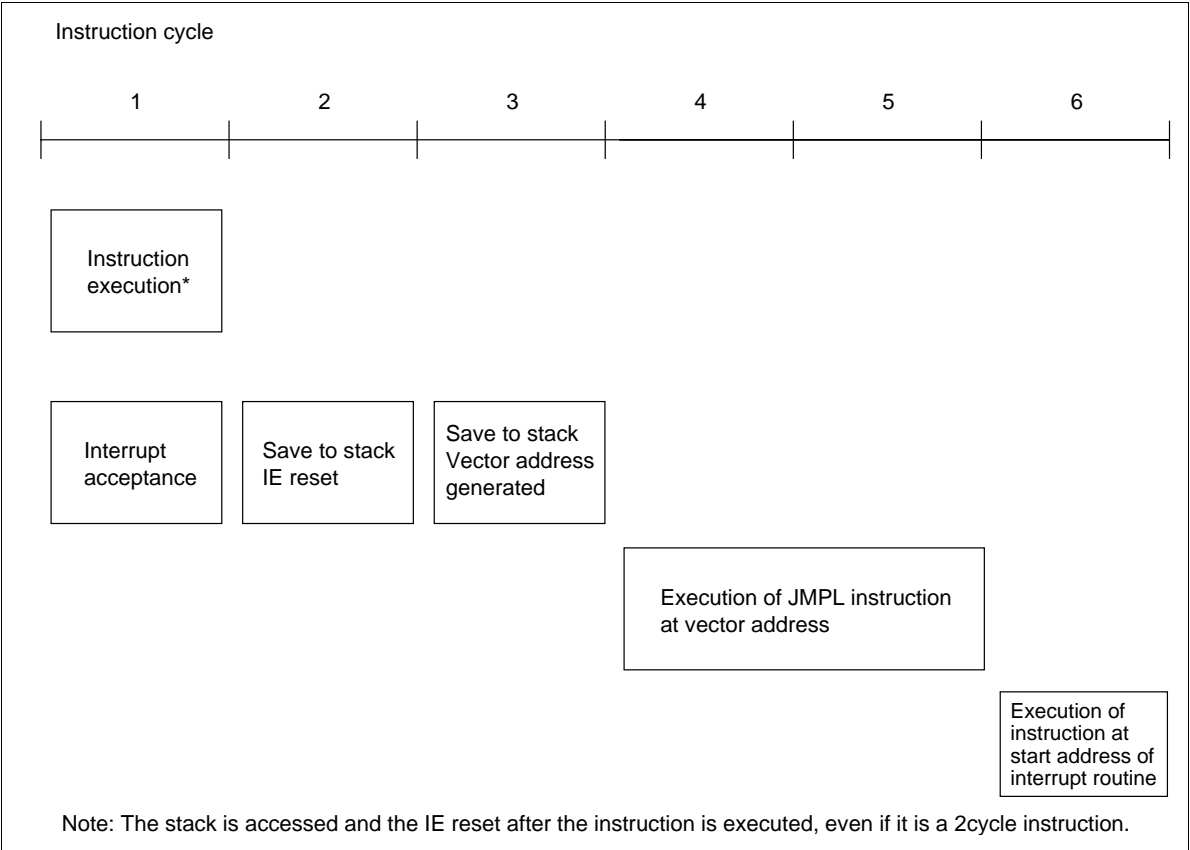 Instruction cycle
1 2 3 4 5 6
Instruction
execution*
Interrupt
acceptance
Save to stack
IE reset
Save to stack
Vector address
generated
Execution of JMPL instruction
at vector address
Execution of
instruction at
start address of
interrupt routine
Note: The stack is accessed and the IE reset after the instruction is executed, even if it is a 2cycle instruction.